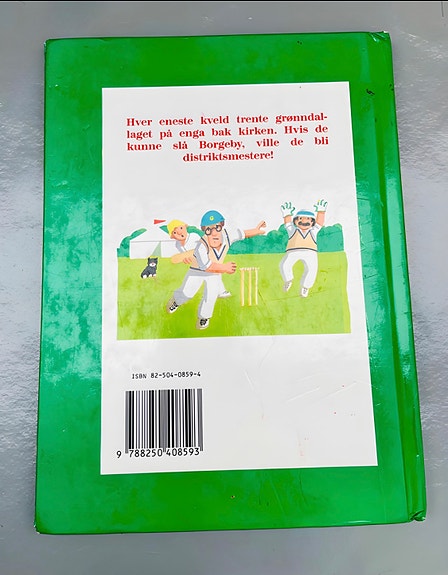 Hver eneste kveld trente grønndal-
laget på enga bak kirken. Hvis de
kunne slå Borgeby, ville de bli
distriktsmestere!
ISBN 82-504-0859-4
9 788250 408593